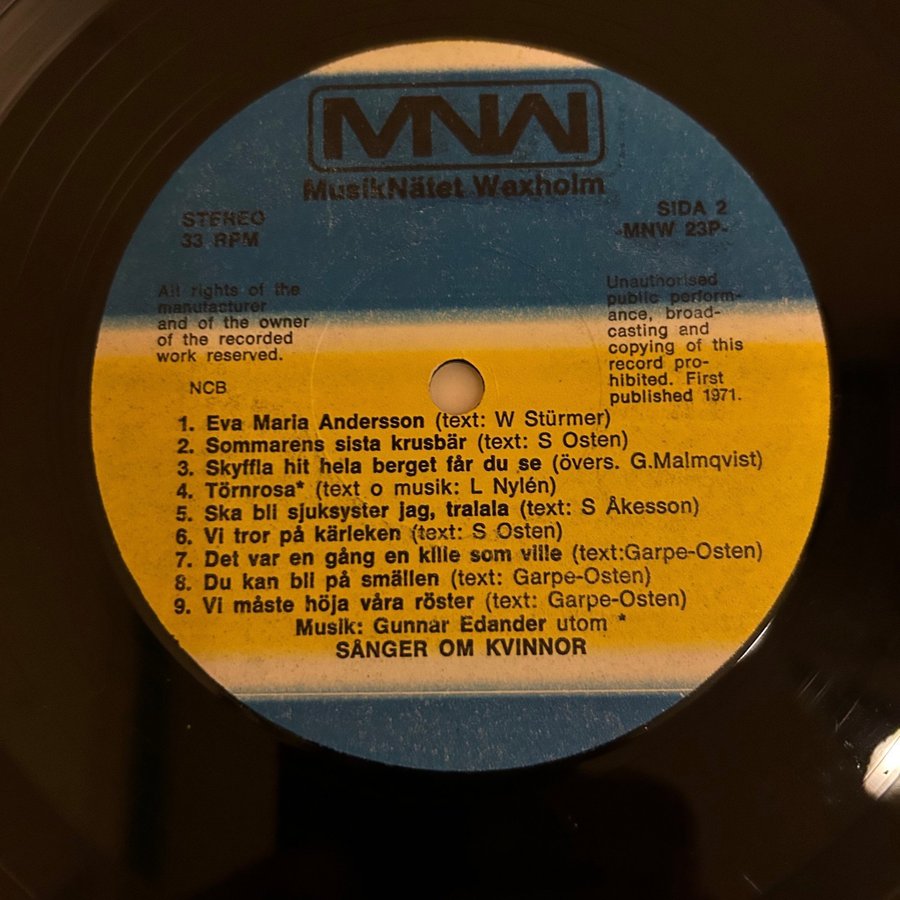 MNW
MusikNätet Waxholm
STEREO
33 RPM
SIDA 2
-MNW 23P-
All rights of the
manufacturer
and of the owner
of the recorded
work reserved.
NCB
Unauthorised
public perform-
ance, broad-
casting and
copying of this
record pro-
hibited. First
published 1971.
1. Eva Maria Andersson (text: W Stürmer)
2. Sommarens sista krusbär (text: S Osten)
3. Skyffla hit hela berget får du se (övers. G.Malmqvist)
4. Törnrosa* (text o musik: L Nylén)
5. Ska bli sjuksyster jag, tralala (text: S Åkesson)
6. Vi tror på kärleken (text: S Osten)
7. Det var en gång en kille som ville (text:Garpe-Osten)
8. Du kan bli på smällen (text: Garpe-Osten)
9. Vi måste höja våra röster (text: Garpe-Osten)
Musik: Gunnar Edander utom *
SÅNGER OM KVINNOR